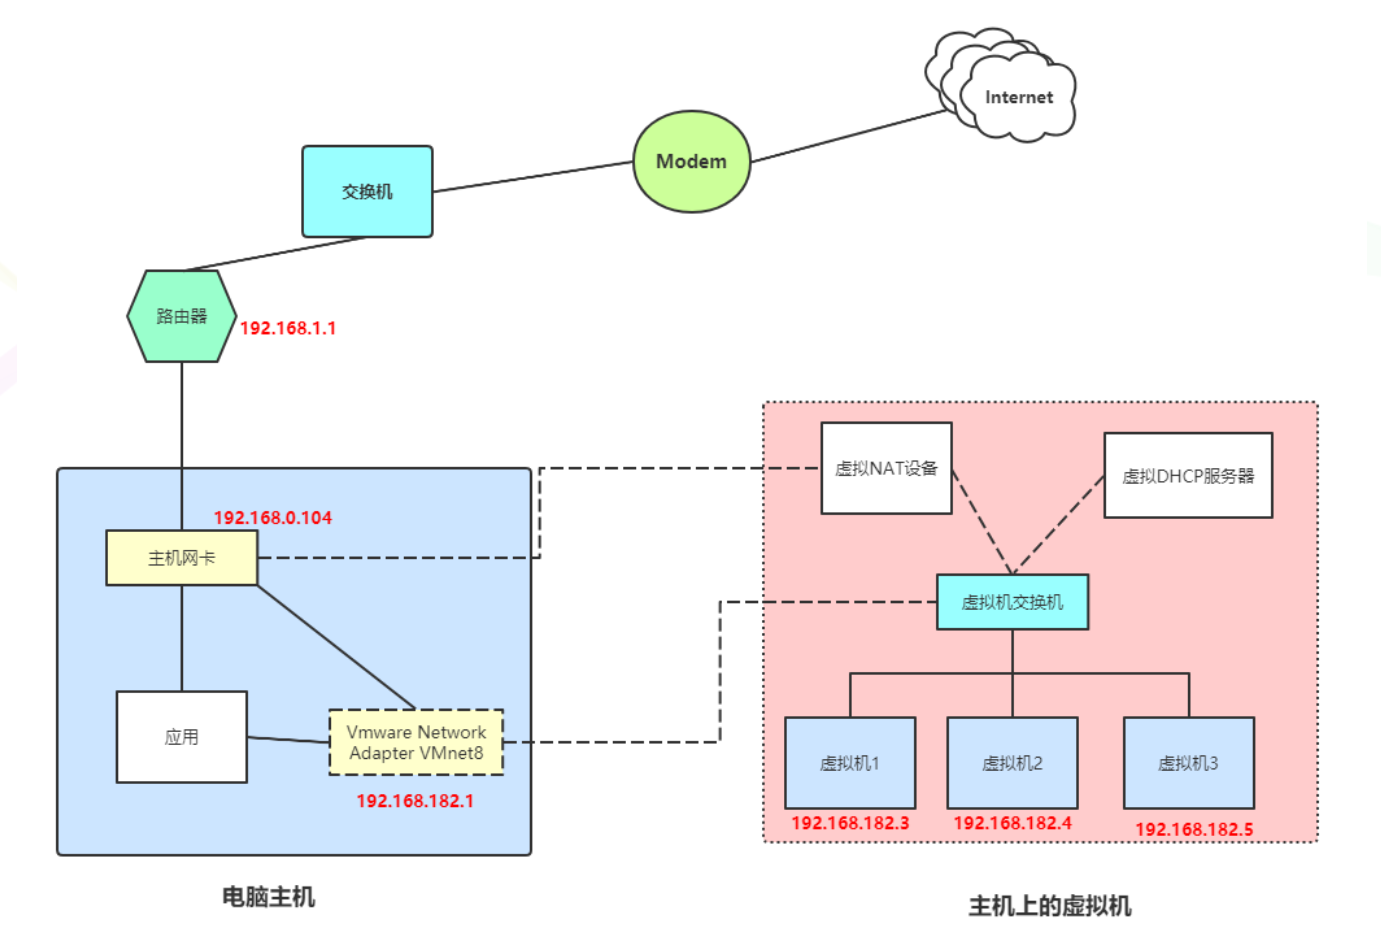 Internet
Modem
交换机
路由器
192.168.1.1
虚拟NAT设备
虚拟DHCP服务器
192.168.0.104
主机网卡
虚拟机交换机
应用
Vmware Network
Adapter VMnet8
192.168.182.1
虚拟机1
虚拟机2
虚拟机3
192.168.182.3
192.168.182.4
192.168.182.5
电脑主机
主机上的虚拟机